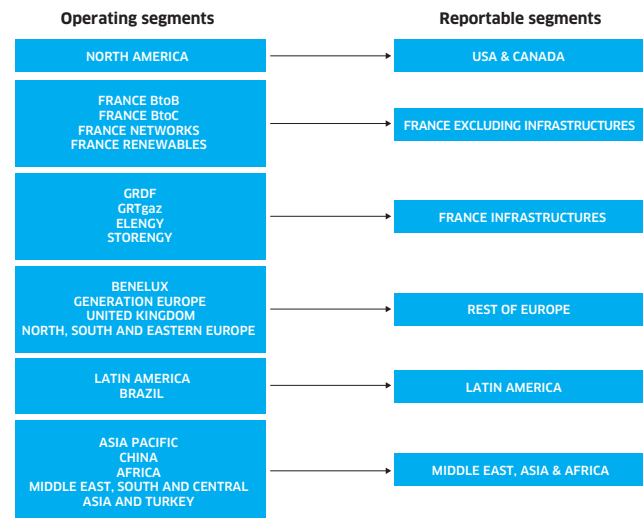 Operating segments
Reportable segments
NORTH AMERICA
USA & CANADA
FRANCE BtoB
FRANCE BtoC
FRANCE NETWORKS
FRANCE RENEWABLES
FRANCE EXCLUDING INFRASTRUCTURES
GRDF
GRTgaz
ELENGY
STORENGY
FRANCE INFRASTRUCTURES
BENELUX
GENERATION EUROPE
UNITED KINGDOM
NORTH, SOUTH AND EASTERN EUROPE
REST OF EUROPE
LATIN AMERICA
BRAZIL
LATIN AMERICA
ASIA PACIFIC
CHINA
AFRICA
MIDDLE EAST, SOUTH AND CENTRAL
ASIA AND TURKEY
MIDDLE EAST, ASIA & AFRICA